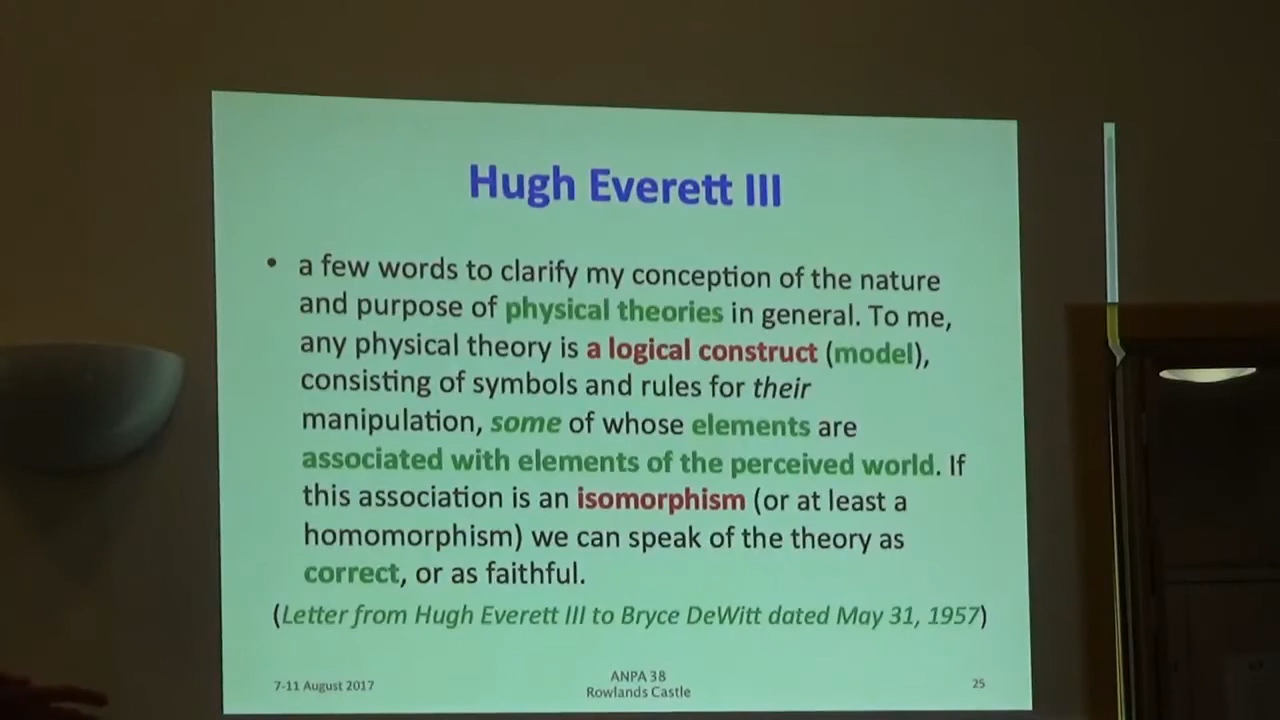 Hugh Everett III
• a few words to clarify my conception of the nature
and purpose of physical theories in general. To me,
any physical theory is a logical construct (model),
consisting of symbols and rules for their
manipulation, some of whose elements are
associated with elements of the perceived world. If
this association is an isomorphism (or at least a
homomorphism) we can speak of the theory as
correct, or as faithful.
(Letter from Hugh Everett III to Bryce DeWitt dated May 31, 1957)
7-11 August 2017
ANPA 38
Rowlands Castle
25